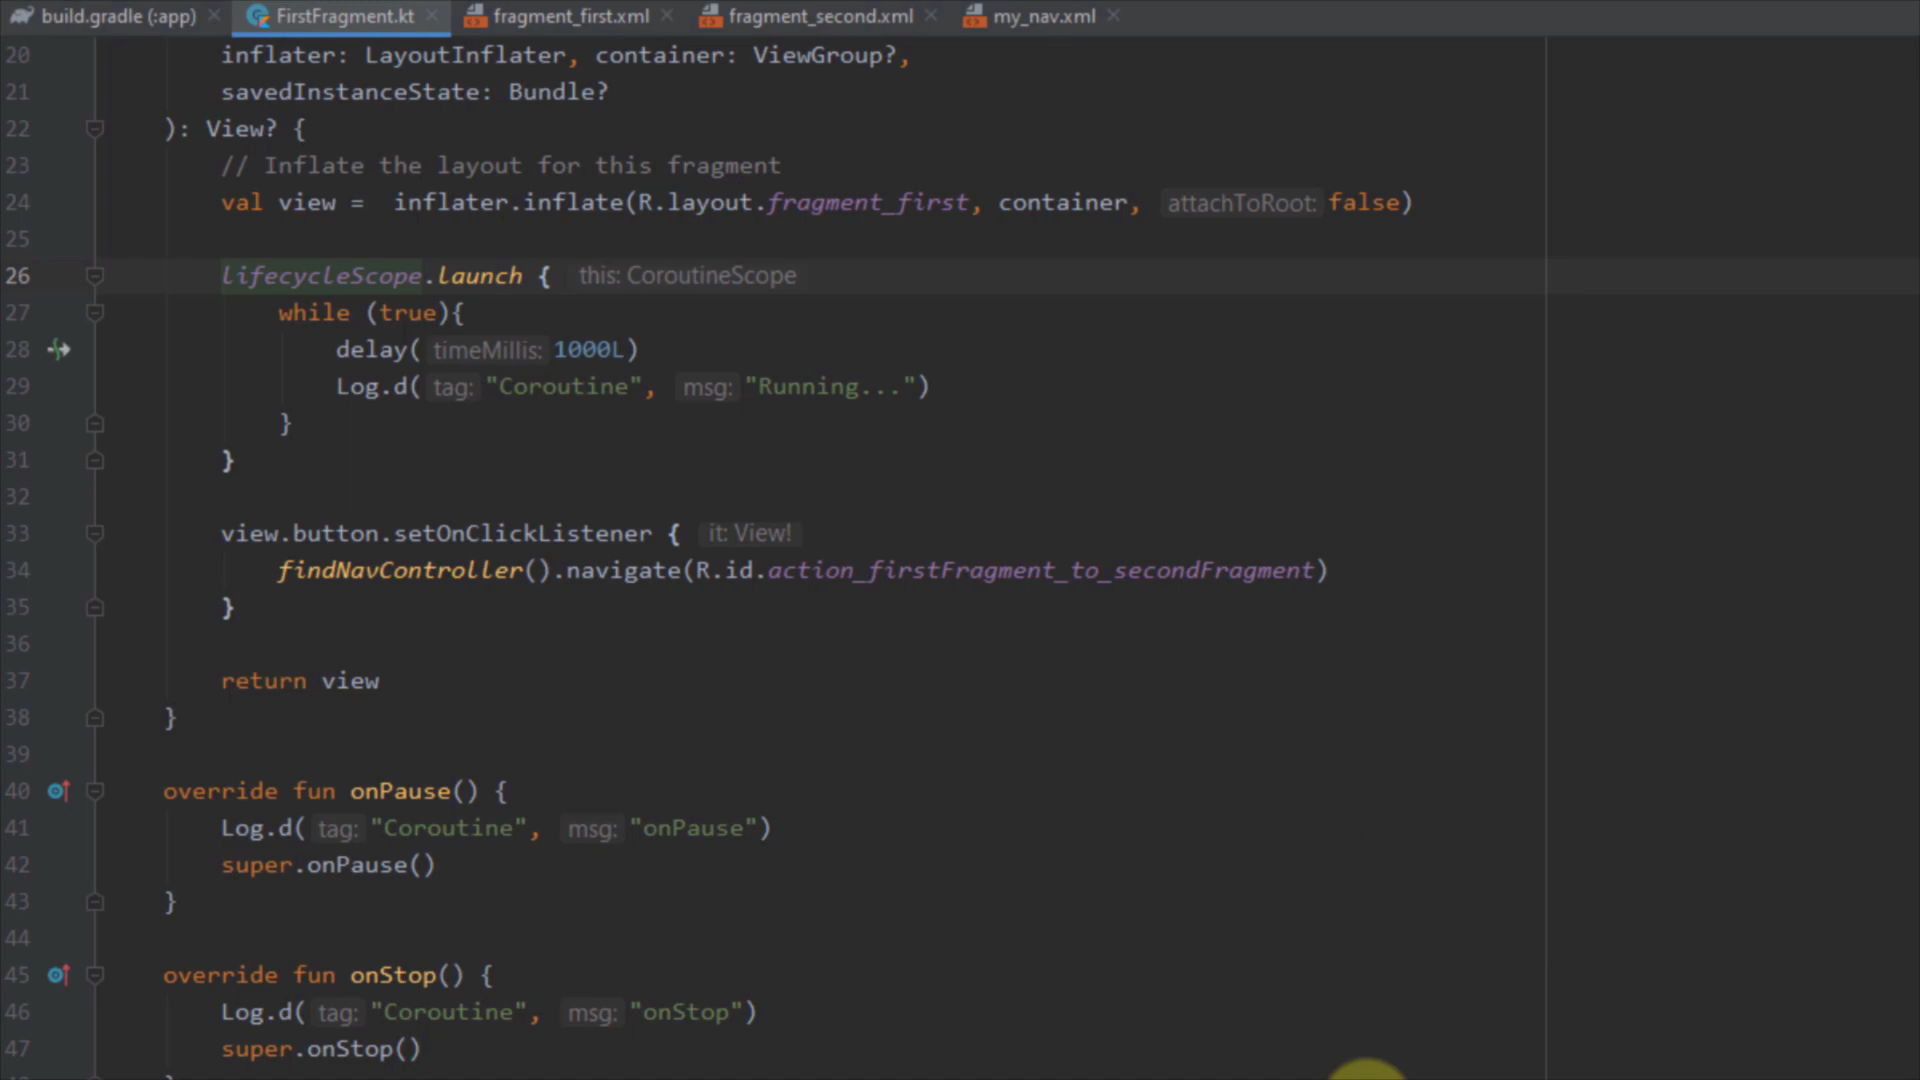 build.gradle (:app) FirstFragment.kt fragment_first.xml fragment_second.xml my_nav.xml
20 inflater: LayoutInflater, container: ViewGroup?,
21 savedInstanceState: Bundle?
22 ): View? {
23 // Inflate the layout for this fragment
24 val view =  inflater.inflate(R.layout.fragment_first, container, attachToRoot: false)
25
26 lifecycleScope.launch { this: CoroutineScope
27 while (true){
28 delay( timeMillis: 1000L)
29 Log.d( tag: "Coroutine", msg: "Running...")
30 }
31 }
32
33 view.button.setOnClickListener { it: View!
34 findNavController().navigate(R.id.action_firstFragment_to_secondFragment)
35 }
36
37 return view
38 }
39
40 override fun onPause() {
41 Log.d( tag: "Coroutine", msg: "onPause")
42 super.onPause()
43 }
44
45 override fun onStop() {
46 Log.d( tag: "Coroutine", msg: "onStop")
47 super.onStop()